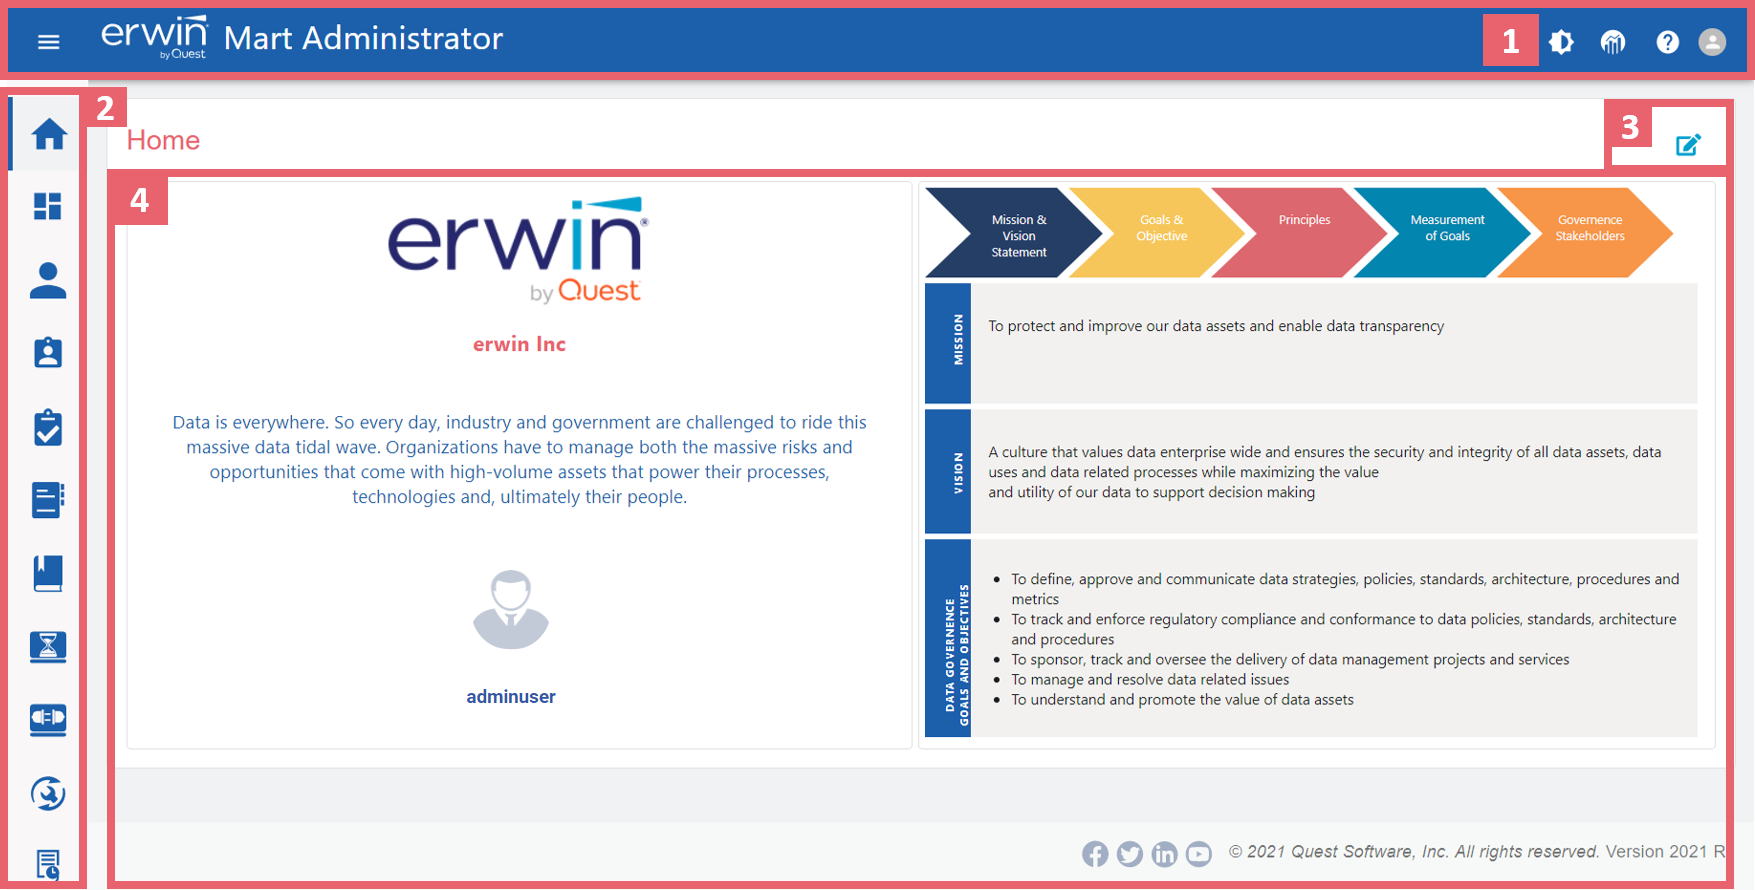 erwin
by Quest
Mart Administrator
1
2
Home
3
4
erwin®
by Quest
erwin Inc
Data is everywhere. So every day, industry and government are challenged to ride this
massive data tidal wave. Organizations have to manage both the massive risks and
opportunities that come with high-volume assets that power their processes,
technologies and, ultimately their people.
adminuser
Mission &
Vision
Statement
Goals &
Objective
Principles
Measurement
of Goals
Governence
Stakeholders
MISSION
To protect and improve our data assets and enable data transparency
VISION
A culture that values data enterprise wide and ensures the security and integrity of all data assets, data
uses and data related processes while maximizing the value
and utility of our data to support decision making
DATA GOVERNENCE
GOALS AND OBJECTIVES
• To define, approve and communicate data strategies, policies, standards, architecture, procedures and
metrics
• To track and enforce regulatory compliance and conformance to data policies, standards, architecture
and procedures
• To sponsor, track and oversee the delivery of data management projects and services
• To manage and resolve data related issues
• To understand and promote the value of data assets
© 2021 Quest Software, Inc. All rights reserved. Version 2021 R